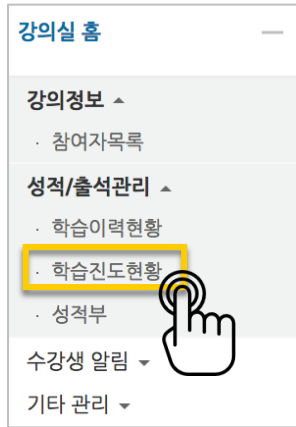 강의실 홈
강의정보
· 참여자목록
성적/출석관리
· 학습이력현황
· 학습진도현황
· 성적부
수강생 알림
기타 관리